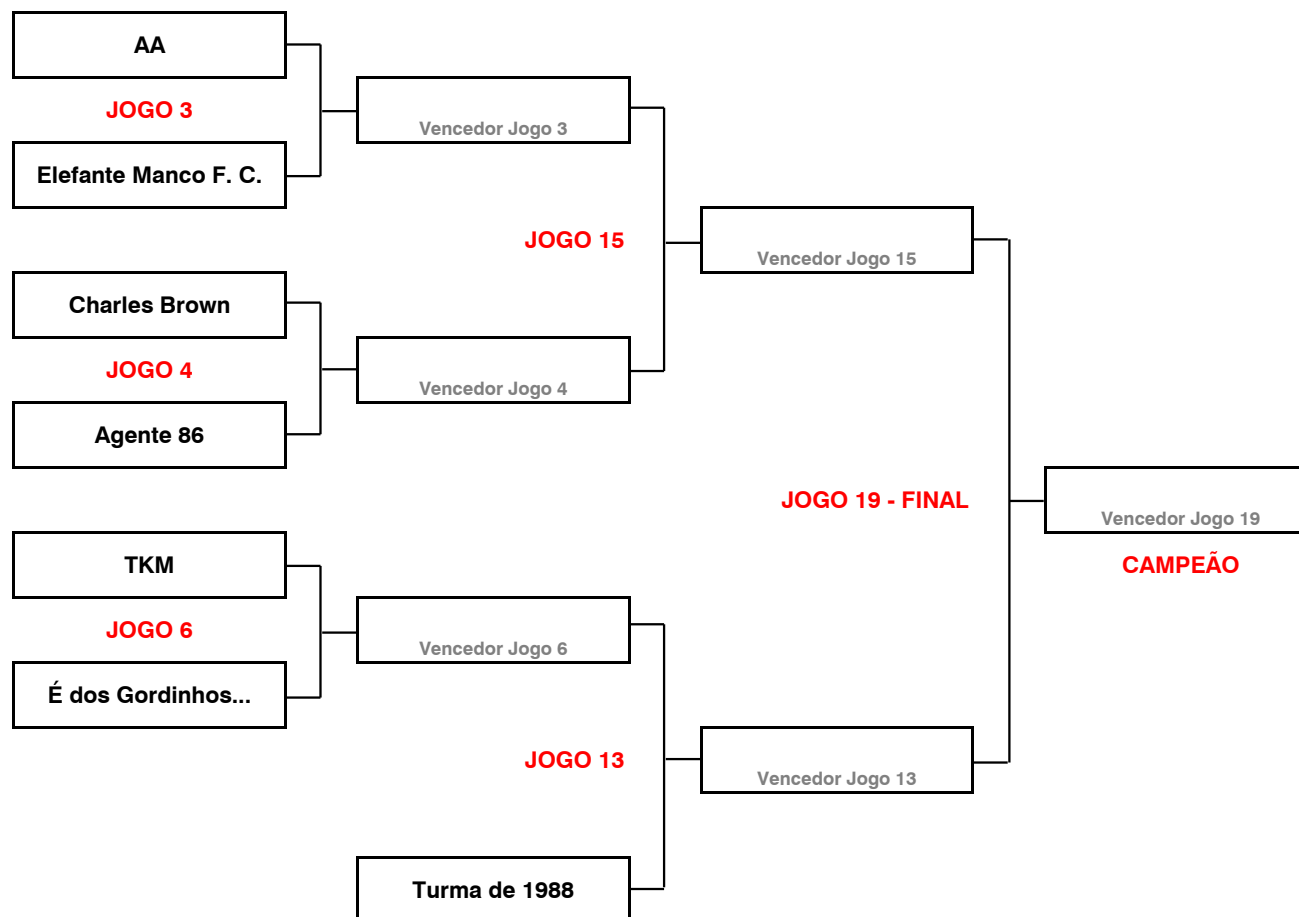 AA
JOGO 3
Vencedor Jogo 3
Elefante Manco F. C.
JOGO 15
Vencedor Jogo 15
Charles Brown
JOGO 4
Vencedor Jogo 4
Agente 86
JOGO 19 - FINAL
Vencedor Jogo 19
CAMPEÃO
TKM
JOGO 6
Vencedor Jogo 6
É dos Gordinhos...
JOGO 13
Vencedor Jogo 13
Turma de 1988